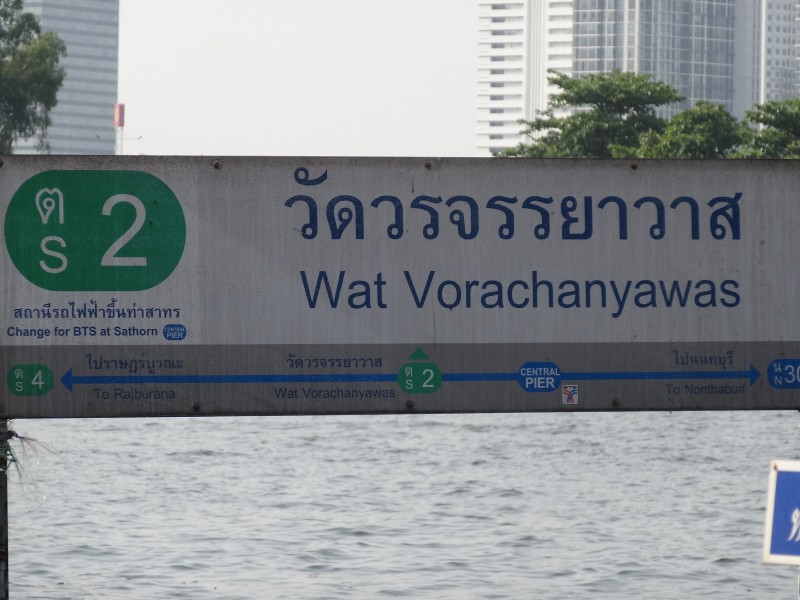 ต
S 2
วัดวรจรรยาวาส
Wat Vorachanyawas
สถานีรถไฟฟ้าขึ้นท่าสาทร
Change for BTS at Sathorn CENTRAL PIER
ไปราษฎร์บูรณะ วัดวรจรรยาวาส ไปนนทบุรี
ต
S 4 ต
S 2 CENTRAL
PIER น
N 30
To Rajburana Wat Vorachanyawas To Nonthaburi